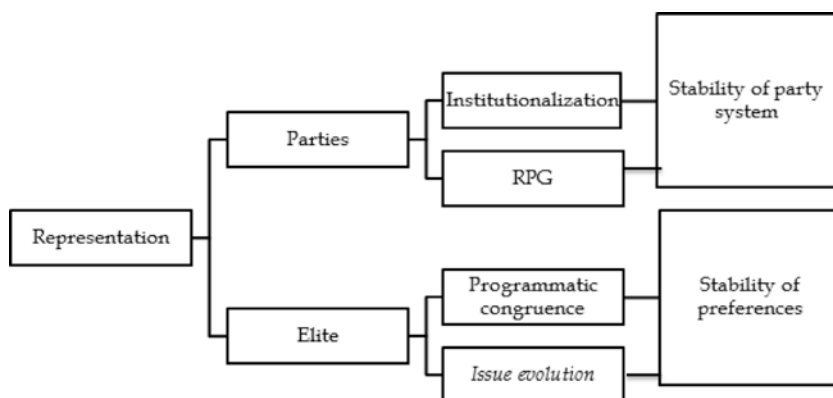 Representation
Parties
Elite
Institutionalization
RPG
Programmatic
congruence
Issue evolution
Stability of party
system
Stability of
preferences